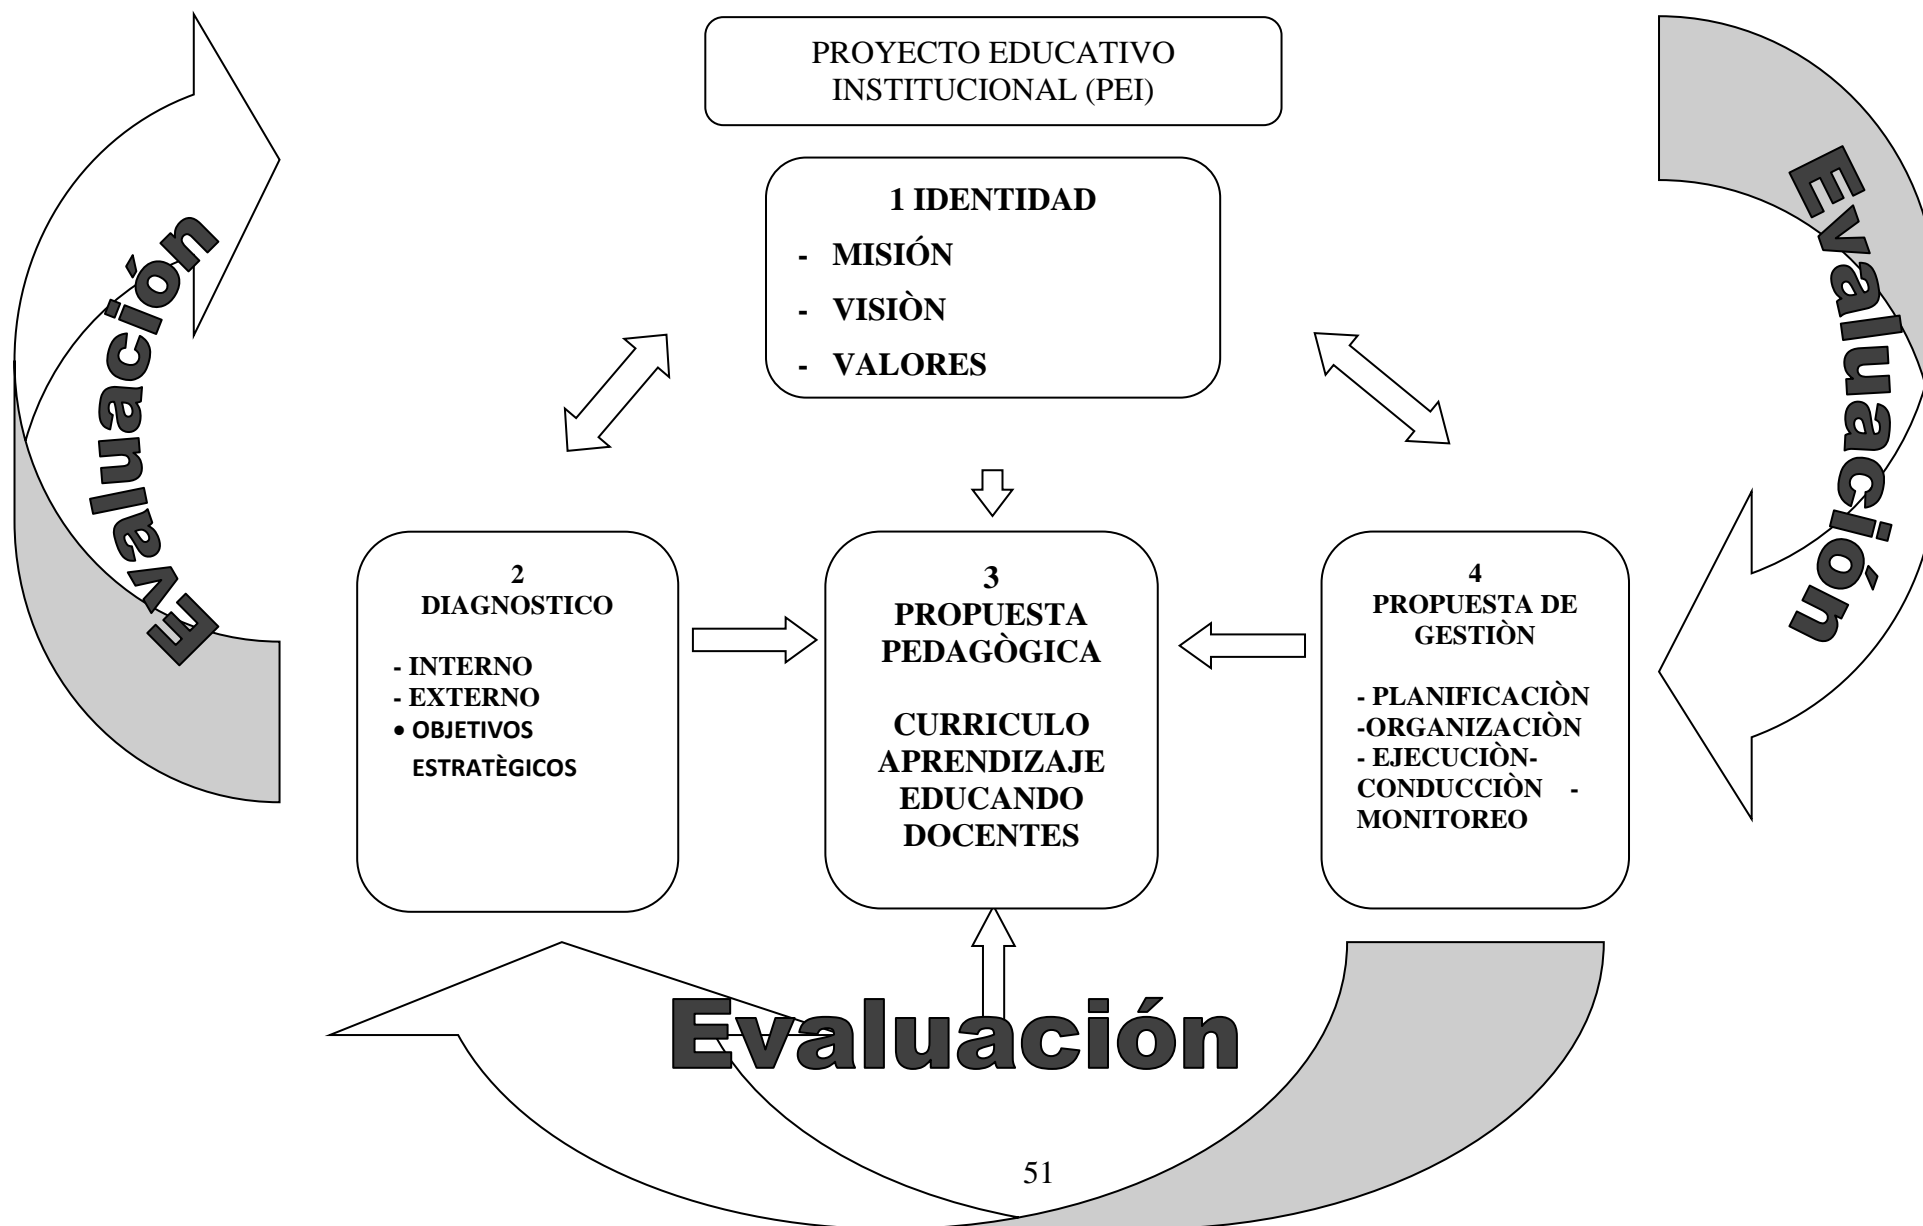 PROYECTO EDUCATIVO
INSTITUCIONAL (PEI)
1 IDENTIDAD
- MISIÓN
- VISIÒN
- VALORES
Evaluación
Evaluación
2
DIAGNOSTICO
- INTERNO
- EXTERNO
• OBJETIVOS
ESTRATÈGICOS
3
PROPUESTA
PEDAGÒGICA
CURRICULO
APRENDIZAJE
EDUCANDO
DOCENTES
4
PROPUESTA DE
GESTIÒN
- PLANIFICACIÒN
-ORGANIZACIÒN
- EJECUCIÒN-
CONDUCCIÒN -
MONITOREO
Evaluación
51